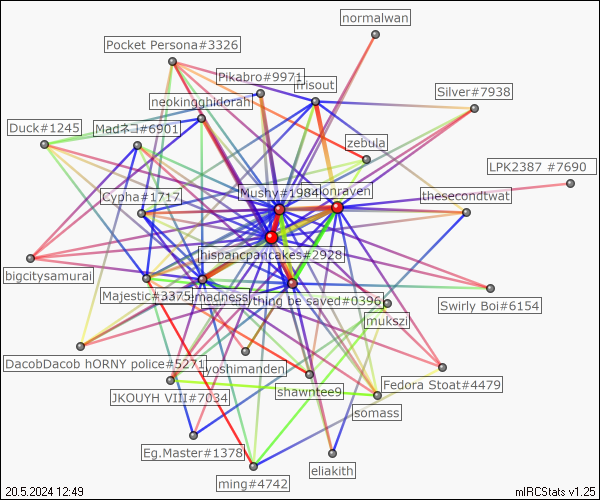 normalwan
Pocket Persona#3326
Pikabro#9971
frisout
Silver#7938
neokingghidorah
Duck#1245
Madネコ#6901
zebula
LPK2387 #7690
Mushy#1984
onrayen
Cypha#1717
thesecondtwat
hispancpancakes#2928
bigcitysamurai
Majestic#3375
madness
thing be saved#0396
Swirly Boi#6154
mukszi
DacobDacob hORNY police#5271
yoshimanden
Fedora Stoat#4479
JKOUYH VIII#7034
shawntee9
somass
Eg.Master#1378
eliakith
ming#4742
20.5.2024 12:49
mIRCStats v1.25